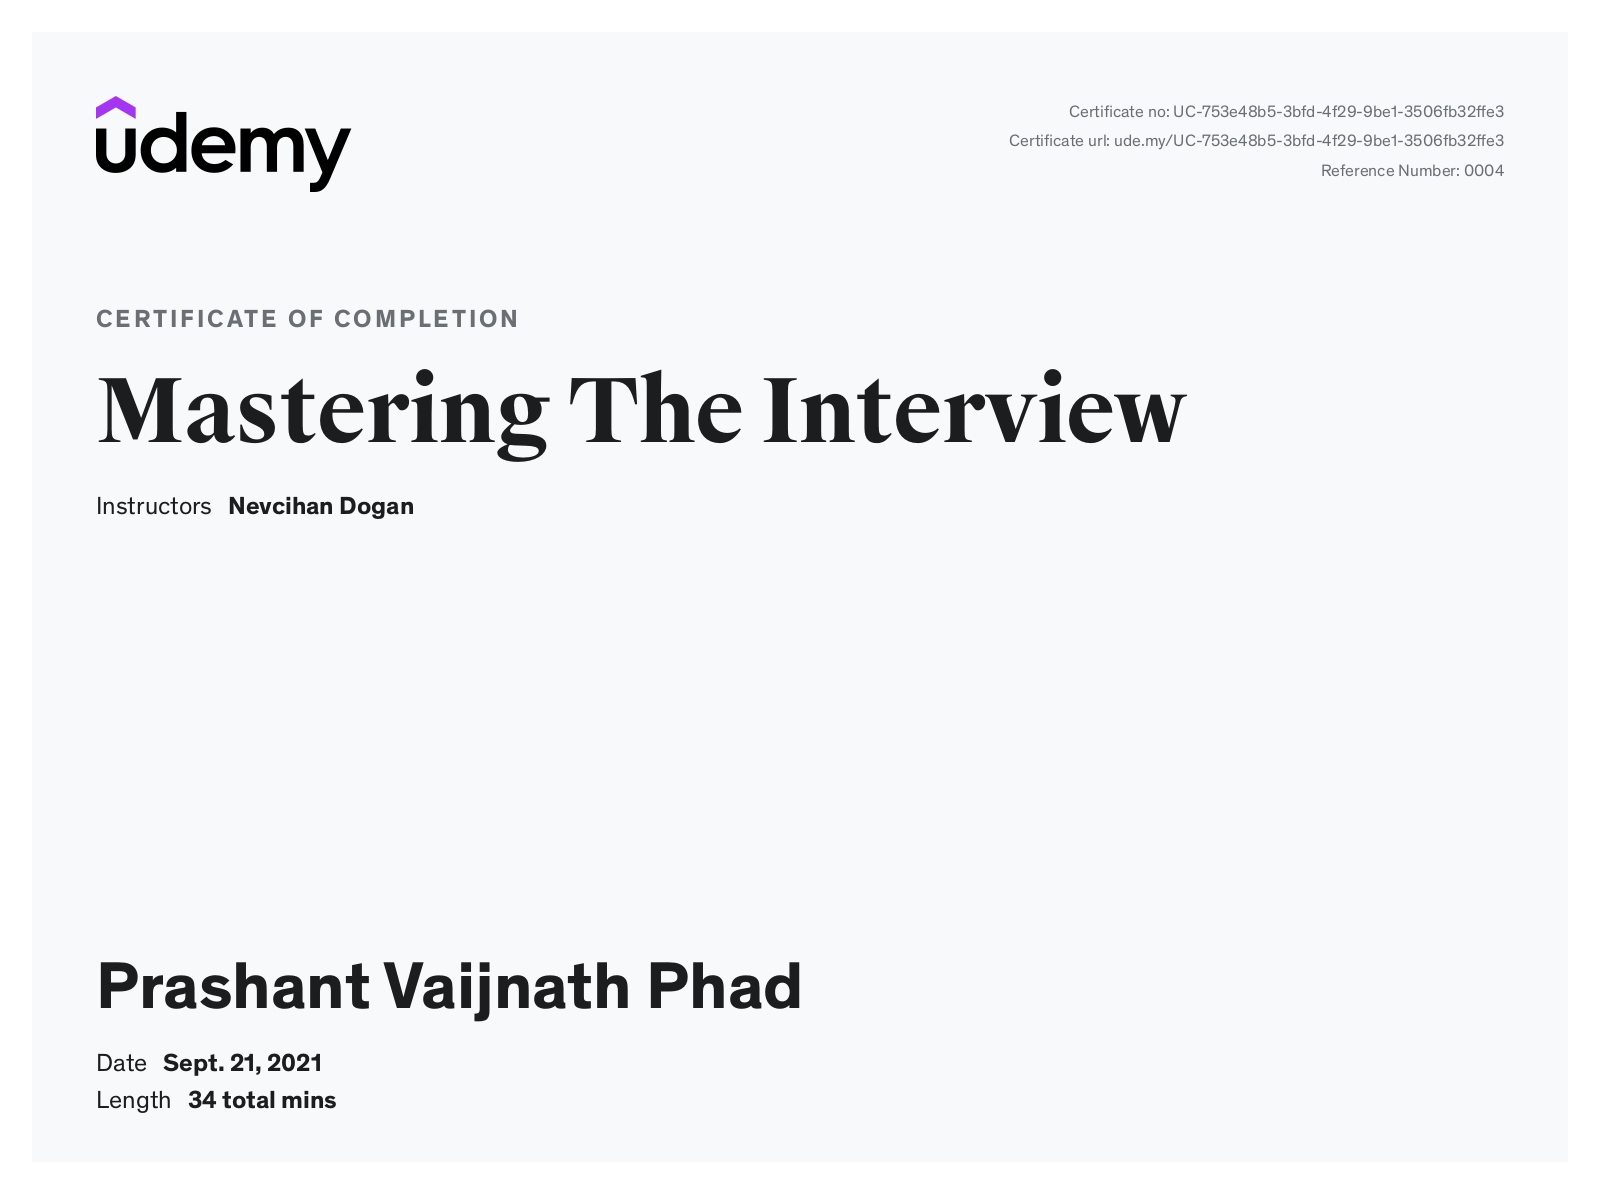 udemy
Certificate no: UC-753e48b5-3bfd-4f29-9be1-3506fb32ffe3
Certificate url: ude.my/UC-753e48b5-3bfd-4f29-9be1-3506fb32ffe3
Reference Number: 0004
CERTIFICATE OF COMPLETION
Mastering The Interview
Instructors Nevcihan Dogan
Prashant Vaijnath Phad
Date Sept. 21, 2021
Length 34 total mins